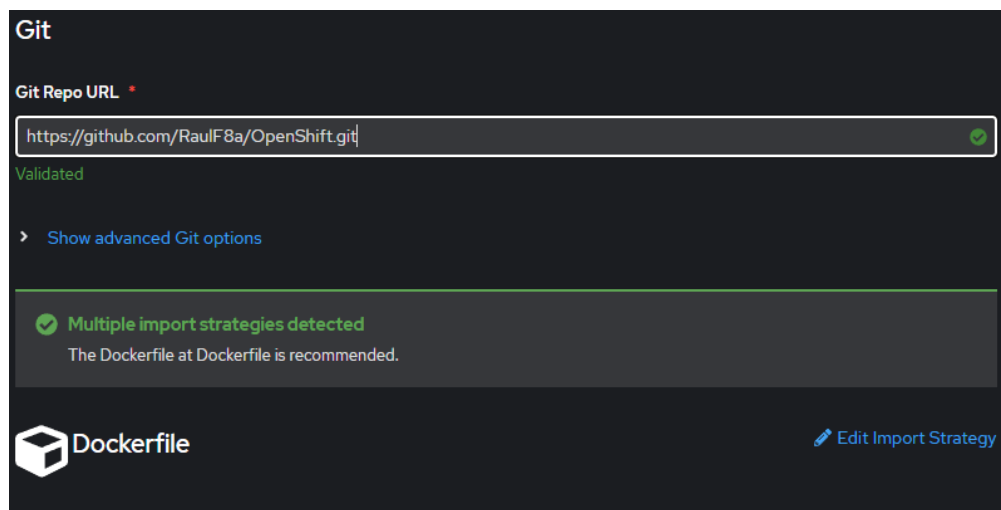 Git
Git Repo URL *
https://github.com/RaulF8a/OpenShift.git
Validated
Show advanced Git options
Multiple import strategies detected
The Dockerfile at Dockerfile is recommended.
Dockerfile
Edit Import Strategy